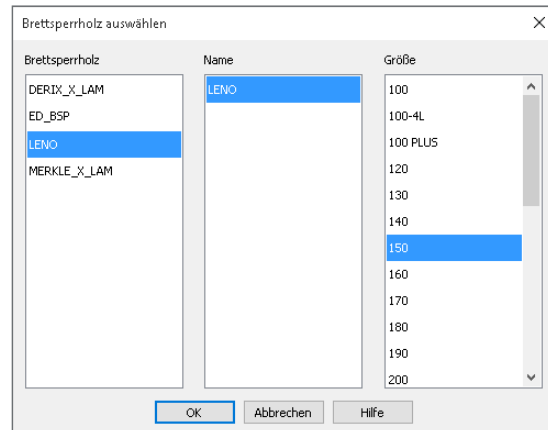 Brettsperrholz auswählen
Brettsperrholz
DERIX_X_LAM
ED_BSP
LENO
MERKLE_X_LAM
Name
LENO
Größe
100
100-4L
100 PLUS
120
130
140
150
160
170
180
190
200
OK
Abbrechen
Hilfe